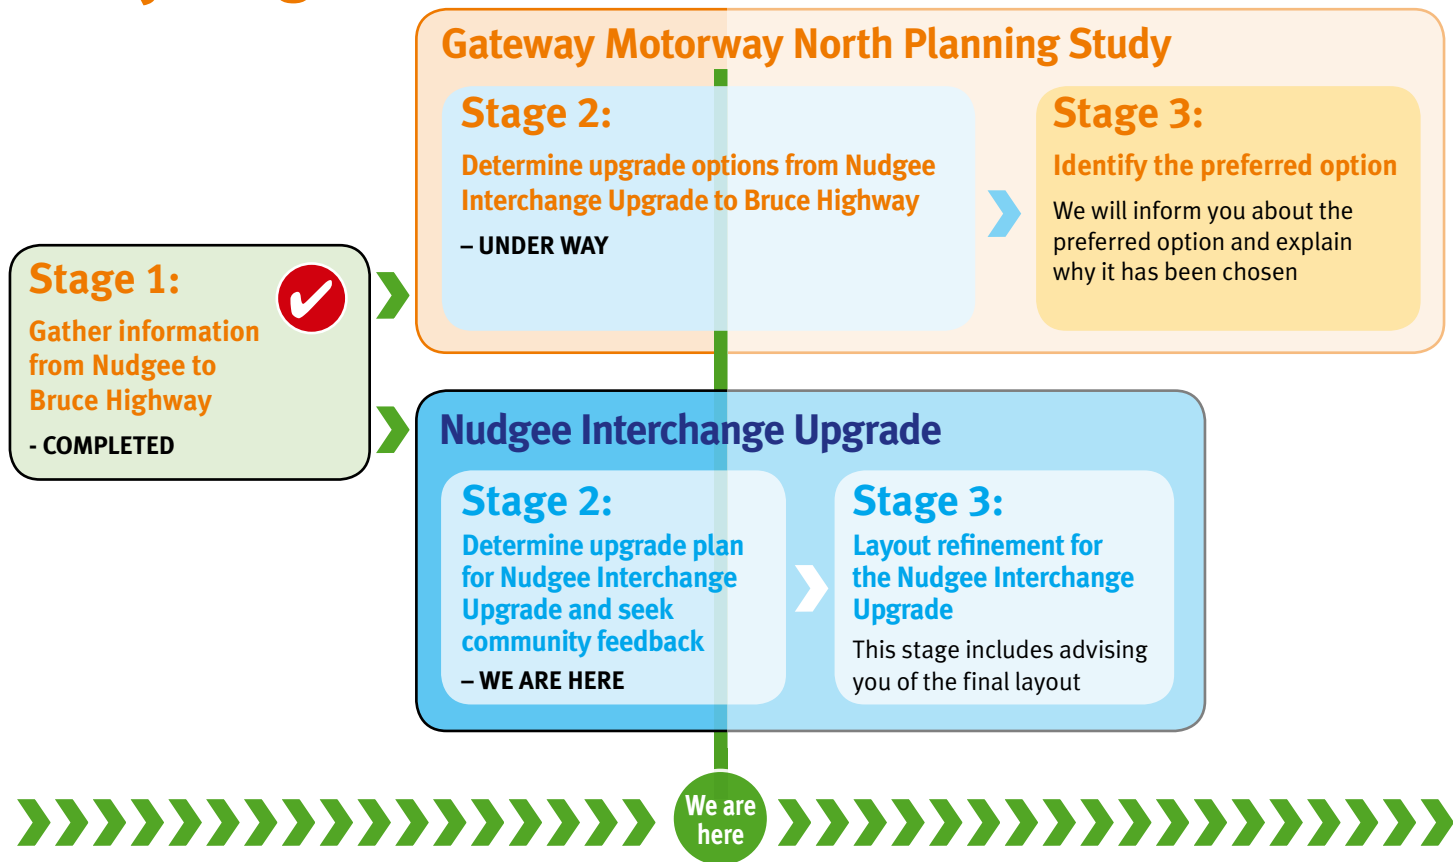 Stage 1:
Gather information
from Nudgee to
Bruce Highway
- COMPLETED
Gateway Motorway North Planning Study
Stage 2:
Determine upgrade options from Nudgee
Interchange Upgrade to Bruce Highway
– UNDER WAY
Stage 3:
Identify the preferred option
We will inform you about the
preferred option and explain
why it has been chosen
Nudgee Interchange Upgrade
Stage 2:
Determine upgrade plan
for Nudgee Interchange
Upgrade and seek
community feedback
– WE ARE HERE
Stage 3:
Layout refinement for
the Nudgee Interchange
Upgrade
This stage includes advising
you of the final layout
We are
here